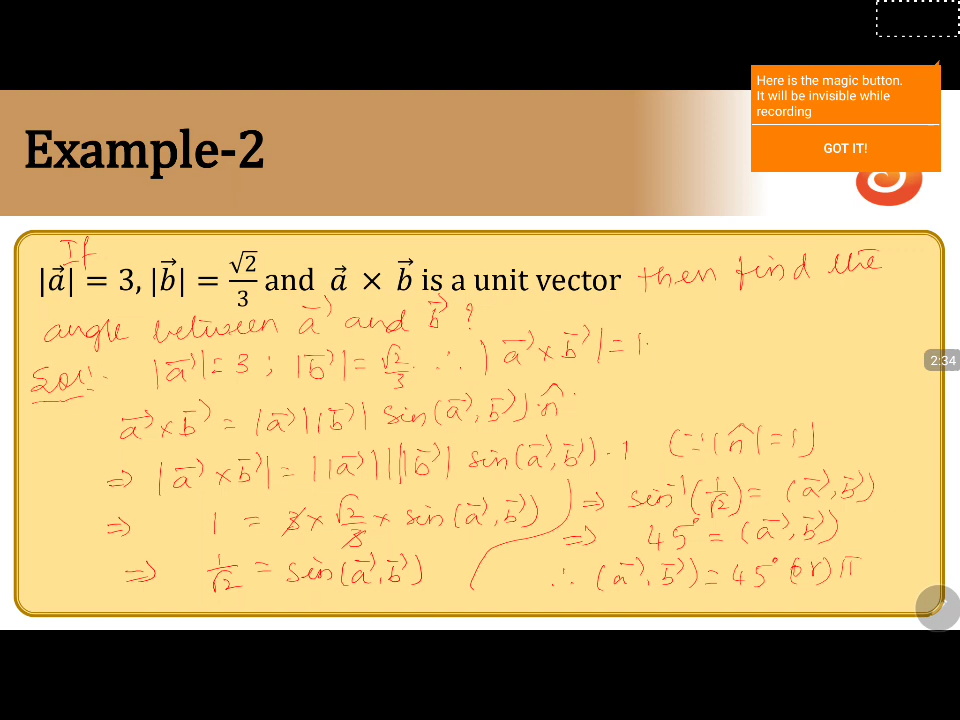 Here is the magic button.
It will be invisible while
recording
GOT IT!
Example-2
If
|a⃗| = 3, |b⃗| = √2/3 and a⃗ × b⃗ is a unit vector then find the
angle between a⃗ and b⃗ ?
Sol:- |a⃗| = 3 ; |b⃗| = √2/3 . ∴ |a⃗ × b⃗| = 1.
2:34
a⃗ × b⃗ = |a⃗| |b⃗| sin(a⃗, b⃗) · n̂.
⇒ |a⃗ × b⃗| = ||a⃗|| ||b⃗| sin(a⃗, b⃗) · 1 (∵ |n̂| = 1)
⇒ 1 = 3 × √2/3 × sin(a⃗, b⃗)
⇒ 1/√2 = sin(a⃗, b⃗)
⇒ sin⁻¹(1/√2) = (a⃗, b⃗)
⇒ 45° = (a⃗, b⃗)
∴ (a⃗, b⃗) = 45° (or) π